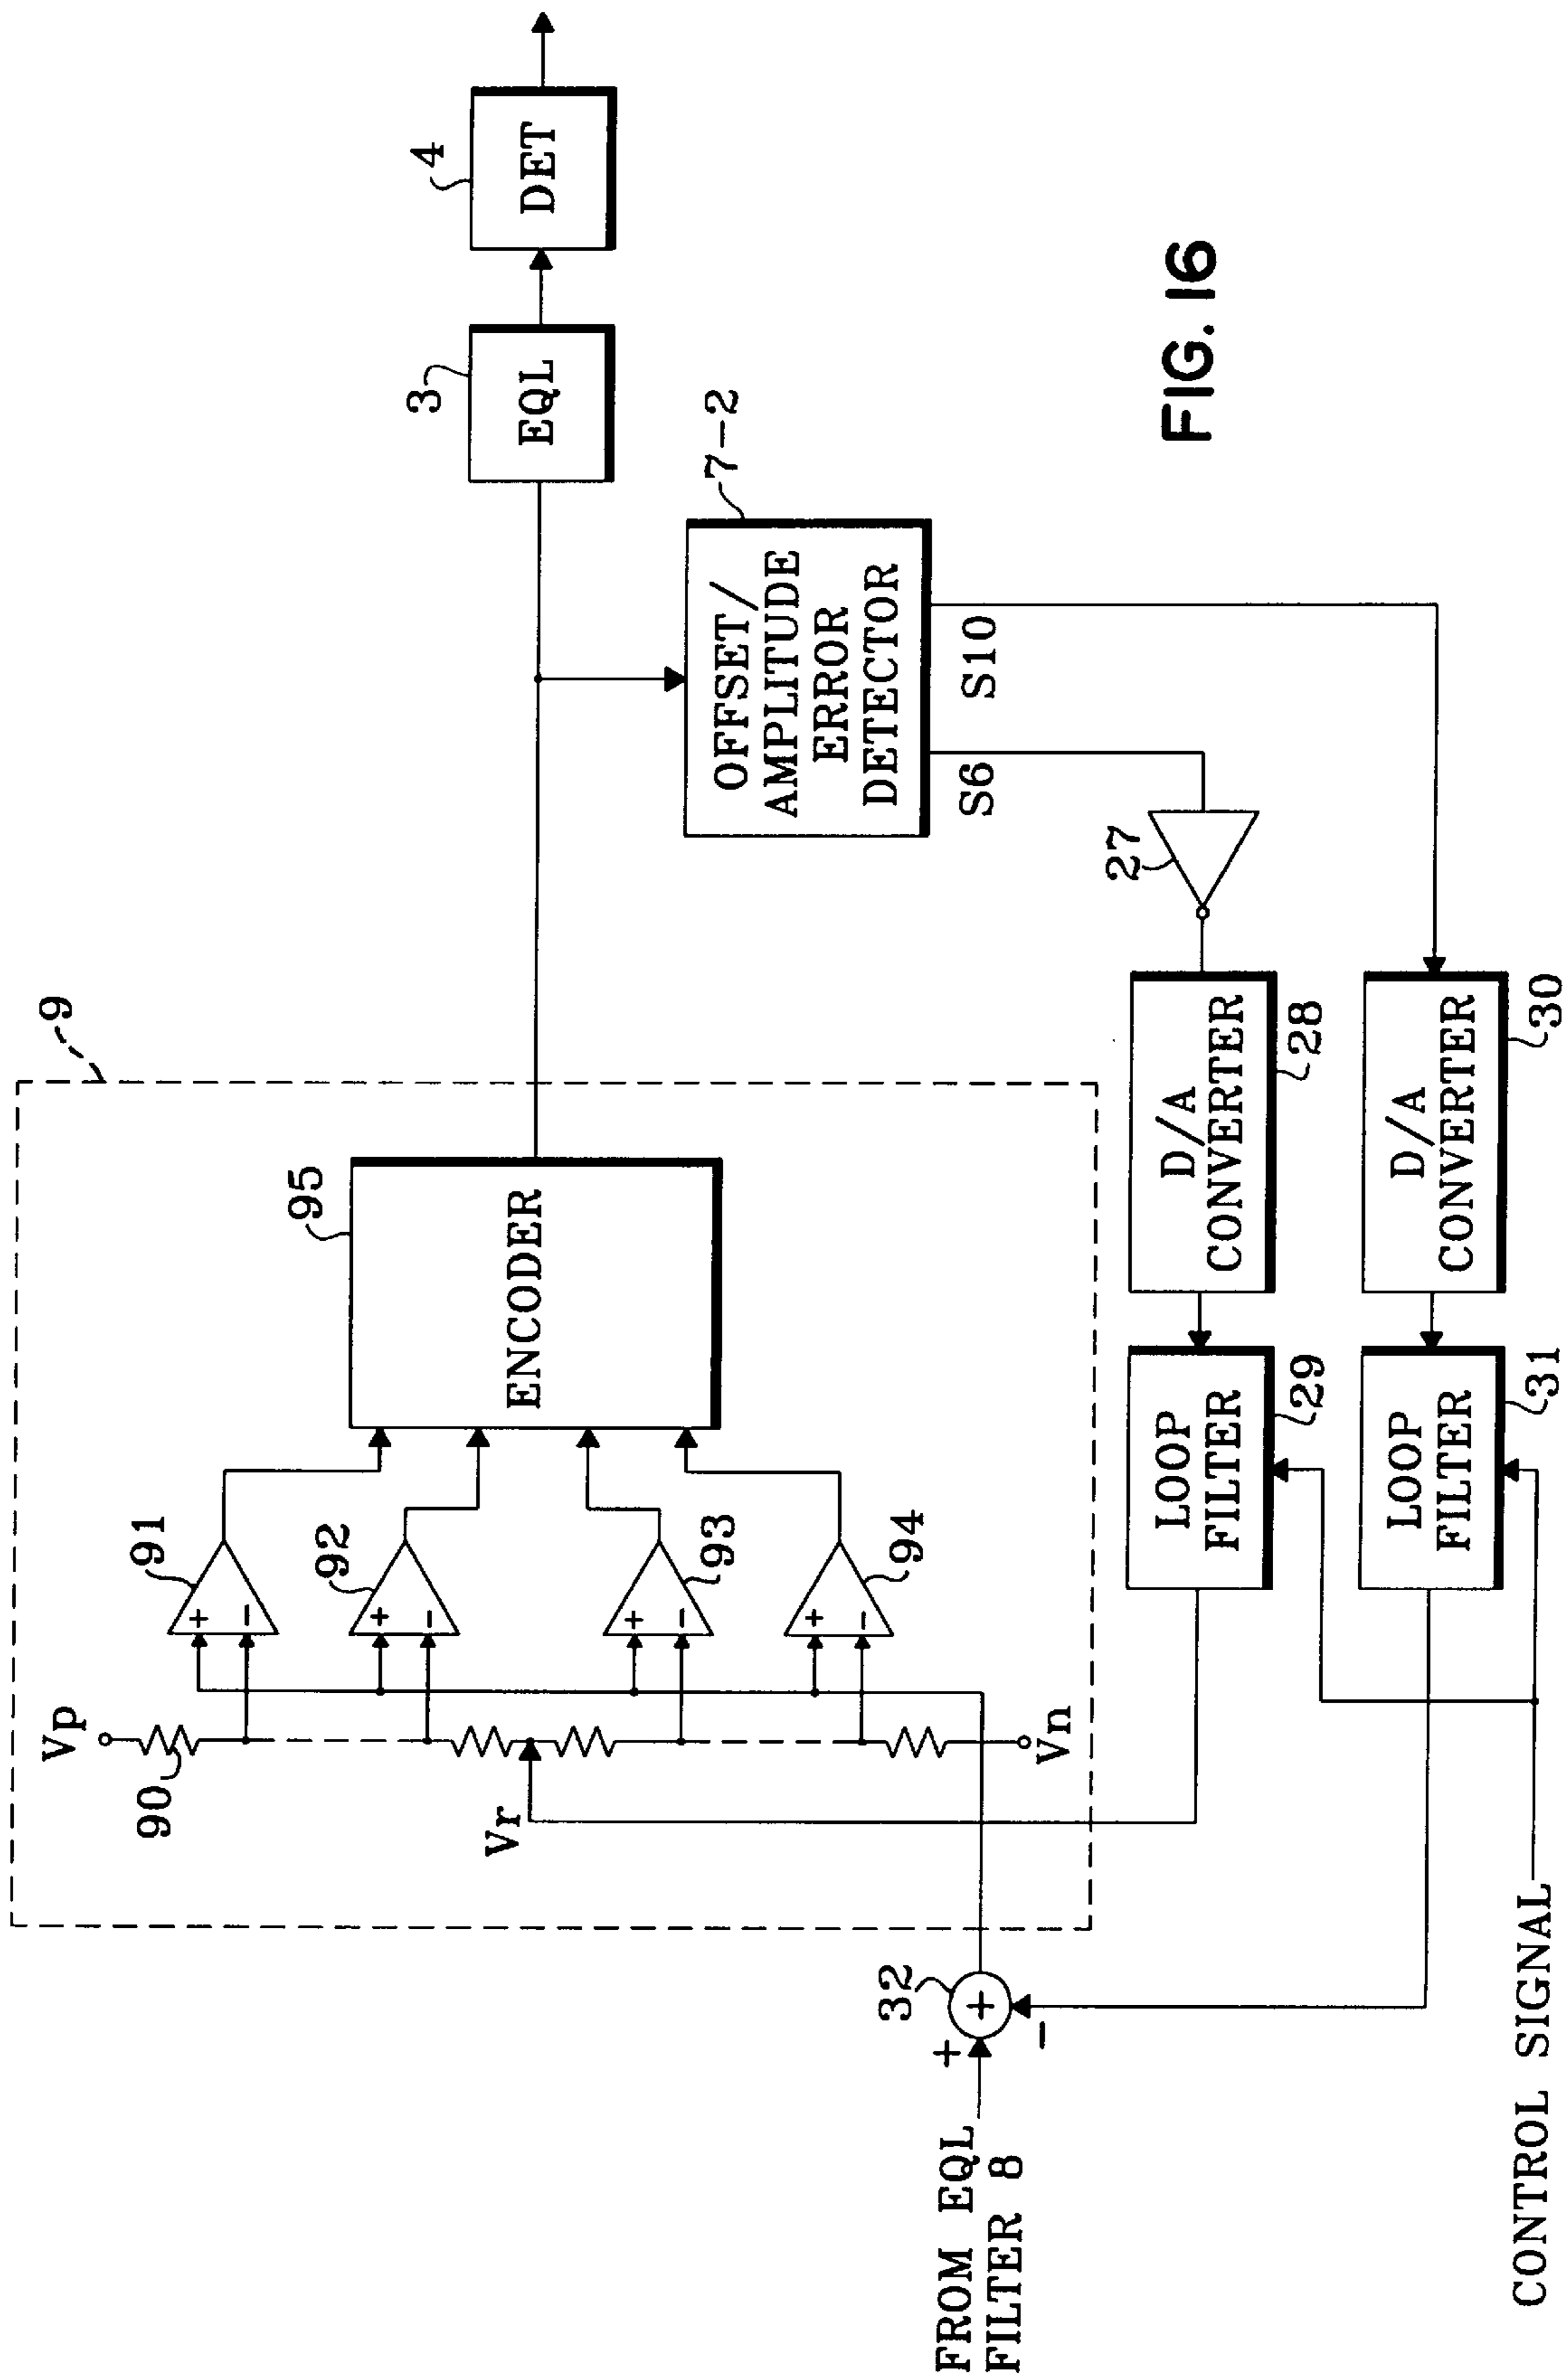 9
95
91
92
93
94
+
-
+
-
+
-
+
-
ENCODER
Vp
90
Vr
Vn
3
EQL
4
DET
7-2
OFFSET/
AMPLITUDE
ERROR
DETECTOR
S6
S10
27
D/A
CONVERTER
28
D/A
CONVERTER
30
LOOP
FILTER
29
LOOP
FILTER
31
32
+
+
-
FROM EQL
FILTER 8
CONTROL SIGNAL
FIG. 16